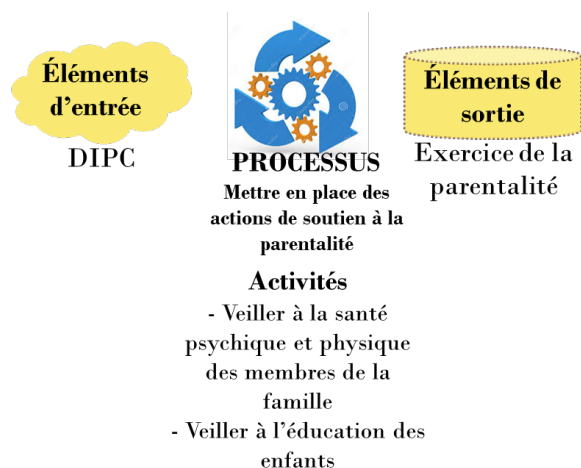 Éléments
d'entrée
DIPC
PROCESSUS
Mettre en place des
actions de soutien à la
parentalité
Éléments de
sortie
Exercice de la
parentalité
Activités
- Veiller à la santé
psychique et physique
des membres de la
famille
- Veiller à l'éducation des
enfants